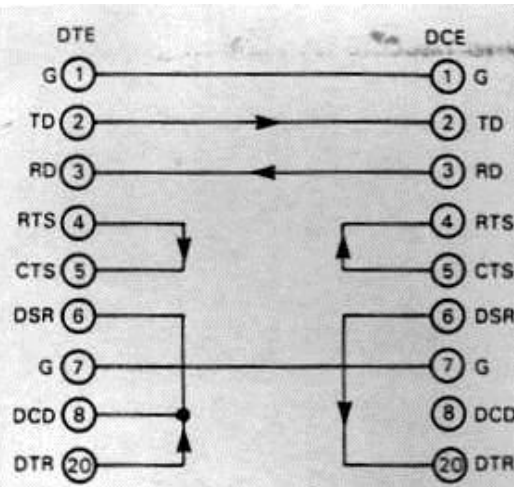 DTE DCE
G 1 1 G
TD 2 2 TD
RD 3 3 RD
RTS 4 4 RTS
CTS 5 5 CTS
DSR 6 6 DSR
G 7 7 G
DCD 8 8 DCD
DTR 20 20 DTR